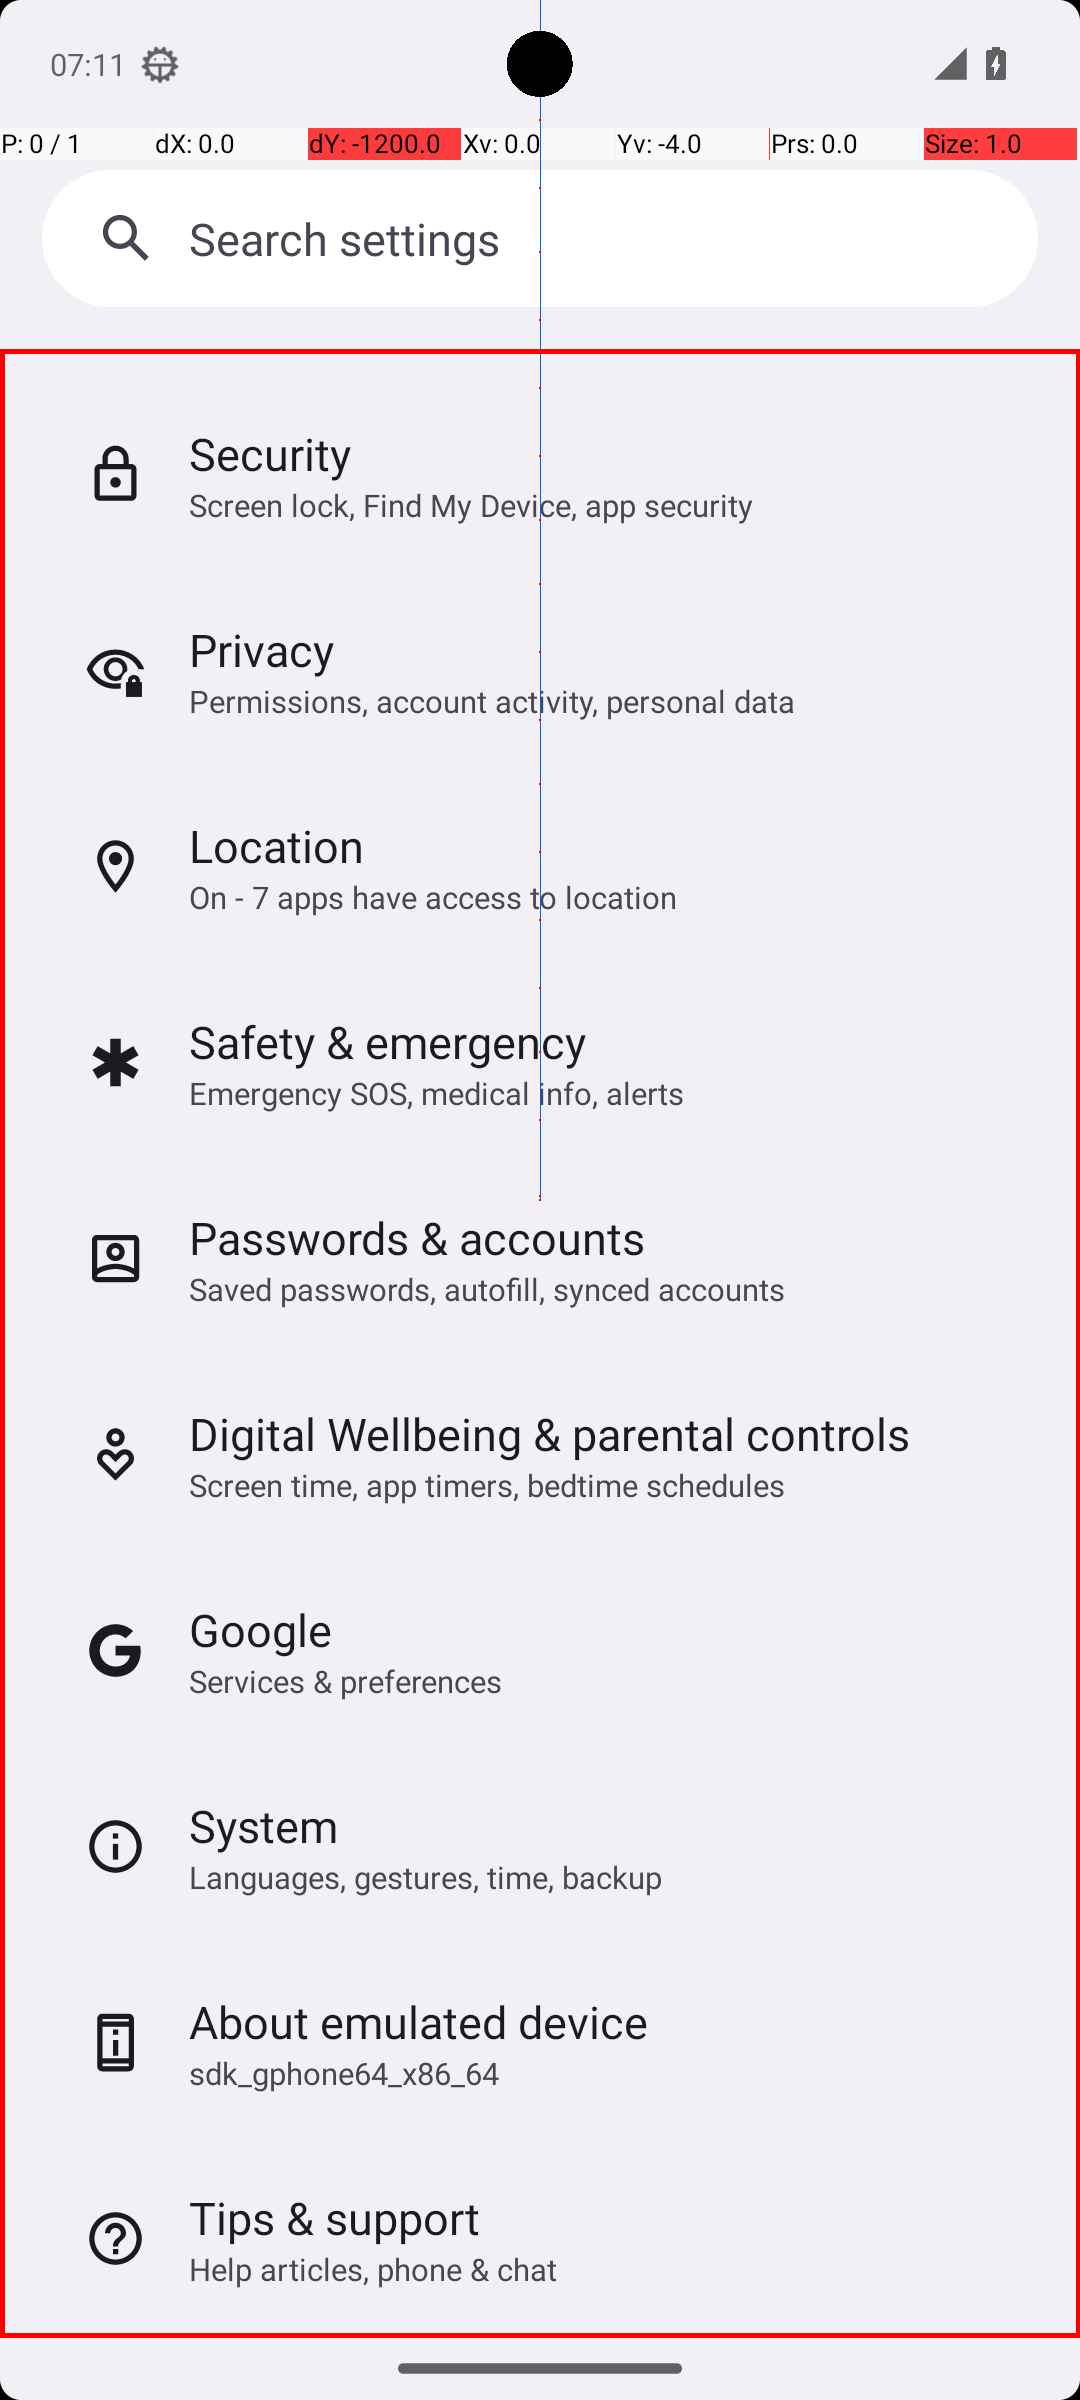 07:11
P: 0 / 1 dX: 0.0 dY: -1200.0 Xv: 0.0 Yv: -4.0 Prs: 0.0 Size: 1.0
Search settings
Security
Screen lock, Find My Device, app security
Privacy
Permissions, account activity, personal data
Location
On - 7 apps have access to location
Safety & emergency
Emergency SOS, medical info, alerts
Passwords & accounts
Saved passwords, autofill, synced accounts
Digital Wellbeing & parental controls
Screen time, app timers, bedtime schedules
Google
Services & preferences
System
Languages, gestures, time, backup
About emulated device
sdk_gphone64_x86_64
Tips & support
Help articles, phone & chat